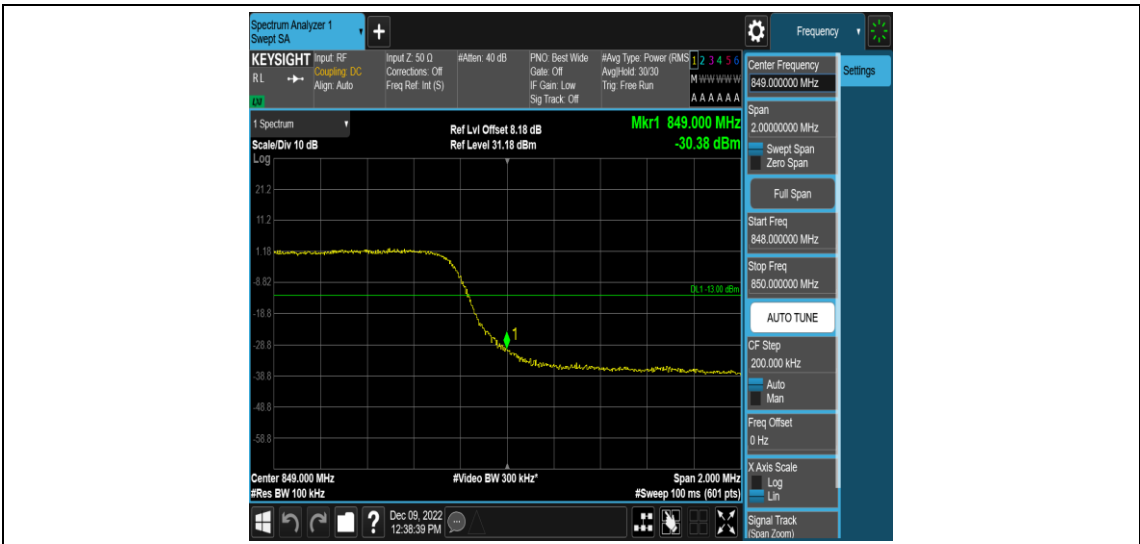 Spectrum Analyzer 1
Swept SA
+
Frequency
KEYSIGHT
RL
LXI
Input: RF
Coupling: DC
Align: Auto
Input Z: 50 Ω
Corrections: Off
Freq Ref: Int (S)
#Atten: 40 dB
PNO: Best Wide
Gate: Off
IF Gain: Low
Sig Track: Off
#Avg Type: Power (RMS
Avg|Hold: 30/30
Trig: Free Run
1 2 3 4 5 6
M W W W W W
A A A A A A
1 Spectrum
Scale/Div 10 dB
Log
Ref Lvl Offset 8.18 dB
Ref Level 31.18 dBm
Mkr1 849.000 MHz
-30.38 dBm
21.2
11.2
1.18
-8.82
DL1 -13.00 dBm
-18.8
1
-28.8
-38.8
-48.8
-58.8
Center 849.000 MHz
#Res BW 100 kHz
#Video BW 300 kHz*
Span 2.000 MHz
#Sweep 100 ms (601 pts)
?
Dec 09, 2022
12:38:39 PM
Center Frequency
849.000000 MHz
Settings
Span
2.00000000 MHz
Swept Span
Zero Span
Full Span
Start Freq
848.000000 MHz
Stop Freq
850.000000 MHz
AUTO TUNE
CF Step
200.000 kHz
Auto
Man
Freq Offset
0 Hz
X Axis Scale
Log
Lin
Signal Track
(Span Zoom)